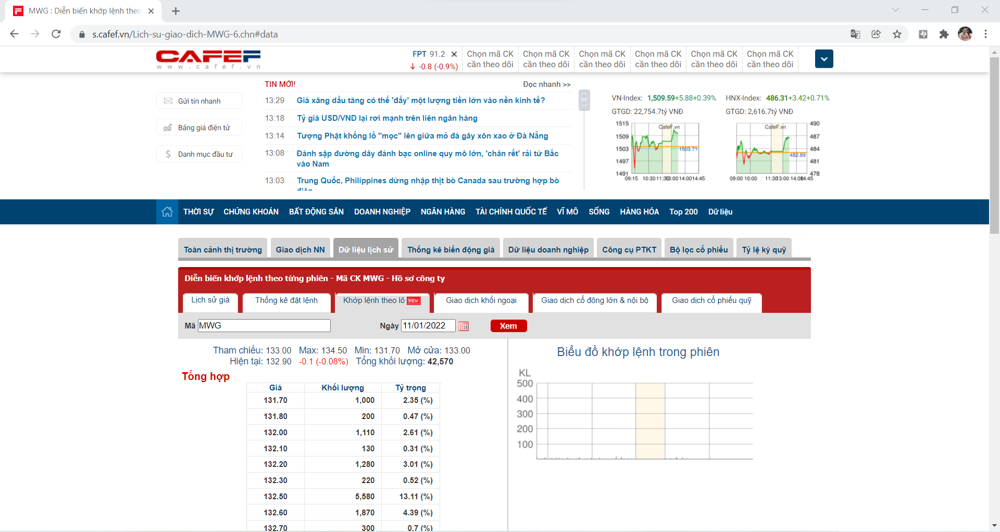 MWG : Diễn biến khớp lệnh theo
s.cafef.vn/Lich-su-giao-dich-MWG-6.chn#data
CAFEF
www.cafef.vn
FPT 91.2
-0.8 (-0.9%)
Chọn mã CK cần theo dõi
Chọn mã CK cần theo dõi
Chọn mã CK cần theo dõi
Chọn mã CK cần theo dõi
Chọn mã CK cần theo dõi
Chọn mã CK cần theo dõi
Gửi tin nhanh
Bảng giá điện tử
Danh mục đầu tư
TIN MỚI!
Đọc nhanh >>
13:29 Giá xăng dầu tăng có thể 'đẩy' một lượng tiền lớn vào nền kinh tế?
13:18 Tỷ giá USD/VND lại rơi mạnh trên liên ngân hàng
13:14 Tượng Phật khổng lồ "mọc" lên giữa mỏ đá gây xôn xao ở Đà Nẵng
13:08 Đánh sập đường dây đánh bạc online quy mô lớn, 'chân rết' rải từ Bắc
vào Nam
13:03 Trung Quốc, Philippines dừng nhập thịt bò Canada sau trường hợp bò
điên
VN-Index: 1,509.59+5.88+0.39%
GTGD: 22,754.7tỷ VNĐ
CafeF.vn
1515
1509
1503
1497
1491
1503.71
09:15 10:30 11:30 13:00 14:00 14:45
HNX-Index: 486.31+3.42+0.71%
GTGD: 2,616.7tỷ VNĐ
CafeF.vn
490
487
484
481
478
482.89
09:00 10:00 11:30 13:00 14:00 14:45
THỜI SỰ CHỨNG KHOÁN BẤT ĐỘNG SẢN DOANH NGHIỆP NGÂN HÀNG TÀI CHÍNH QUỐC TẾ VĨ MÔ SỐNG HÀNG HÓA Top 200 Dữ liệu
Toàn cảnh thị trường Giao dịch NN Dữ liệu lịch sử Thống kê biến động giá Dữ liệu doanh nghiệp Công cụ PTKT Bộ lọc cổ phiếu Tỷ lệ ký quỹ
Diễn biến khớp lệnh theo từng phiên - Mã CK MWG - Hồ sơ công ty
Lịch sử giá Thống kê đặt lệnh Khớp lệnh theo lô NEW Giao dịch khối ngoại Giao dịch cổ đông lớn & nội bộ Giao dịch cổ phiếu quỹ
Mã MWG Ngày 11/01/2022 Xem
Tham chiếu: 133.00 Max: 134.50 Min: 131.70 Mở cửa: 133.00
Hiện tại: 132.90 -0.1 (-0.08%) Tổng khối lượng: 42,570
Tổng hợp
Giá Khối lượng Tỷ trọng
131.70 1,000 2.35 (%)
131.80 200 0.47 (%)
132.00 1,110 2.61 (%)
132.10 130 0.31 (%)
132.20 1,280 3.01 (%)
132.30 220 0.52 (%)
132.50 5,580 13.11 (%)
132.60 1,870 4.39 (%)
132.70 300 0.7 (%)
Biểu đồ khớp lệnh trong phiên
KL
500
400
300
200
100